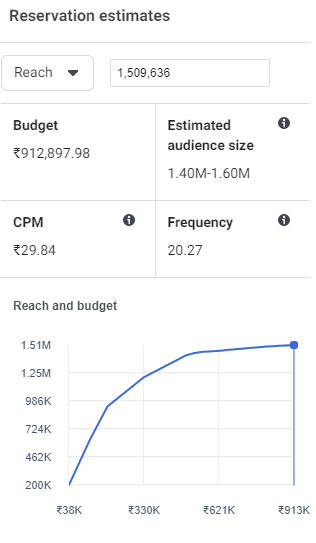 Reservation estimates
Reach
1,509,636
Budget
₹912,897.98
Estimated
audience size
1.40M-1.60M
CPM
₹29.84
Frequency
20.27
Reach and budget
1.51M
1.25M
986K
724K
462K
200K
₹38K ₹330K ₹621K ₹913K